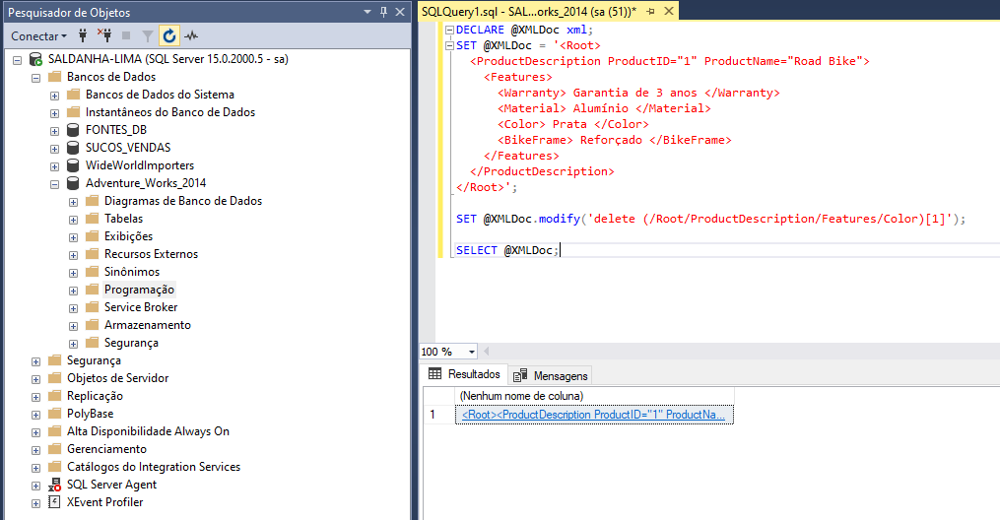 Pesquisador de Objetos
Conectar
SALDANHA-LIMA (SQL Server 15.0.2000.5 - sa)
Bancos de Dados
Bancos de Dados do Sistema
Instantâneos do Banco de Dados
FONTES_DB
SUCOS_VENDAS
WideWorldImporters
Adventure_Works_2014
Diagramas de Banco de Dados
Tabelas
Exibições
Recursos Externos
Sinônimos
Programação
Service Broker
Armazenamento
Segurança
Segurança
Objetos de Servidor
Replicação
PolyBase
Alta Disponibilidade Always On
Gerenciamento
Catálogos do Integration Services
SQL Server Agent
XEvent Profiler
SQLQuery1.sql - SAL...orks_2014 (sa (51))*
DECLARE @XMLDoc xml;
SET @XMLDoc = '<Root>
<ProductDescription ProductID="1" ProductName="Road Bike">
<Features>
<Warranty> Garantia de 3 anos </Warranty>
<Material> Alumínio </Material>
<Color> Prata </Color>
<BikeFrame> Reforçado </BikeFrame>
</Features>
</ProductDescription>
</Root>';
SET @XMLDoc.modify('delete (/Root/ProductDescription/Features/Color)[1]');
SELECT @XMLDoc;
100 %
Resultados Mensagens
(Nenhum nome de coluna)
1 <Root><ProductDescription ProductID="1" ProductNa...